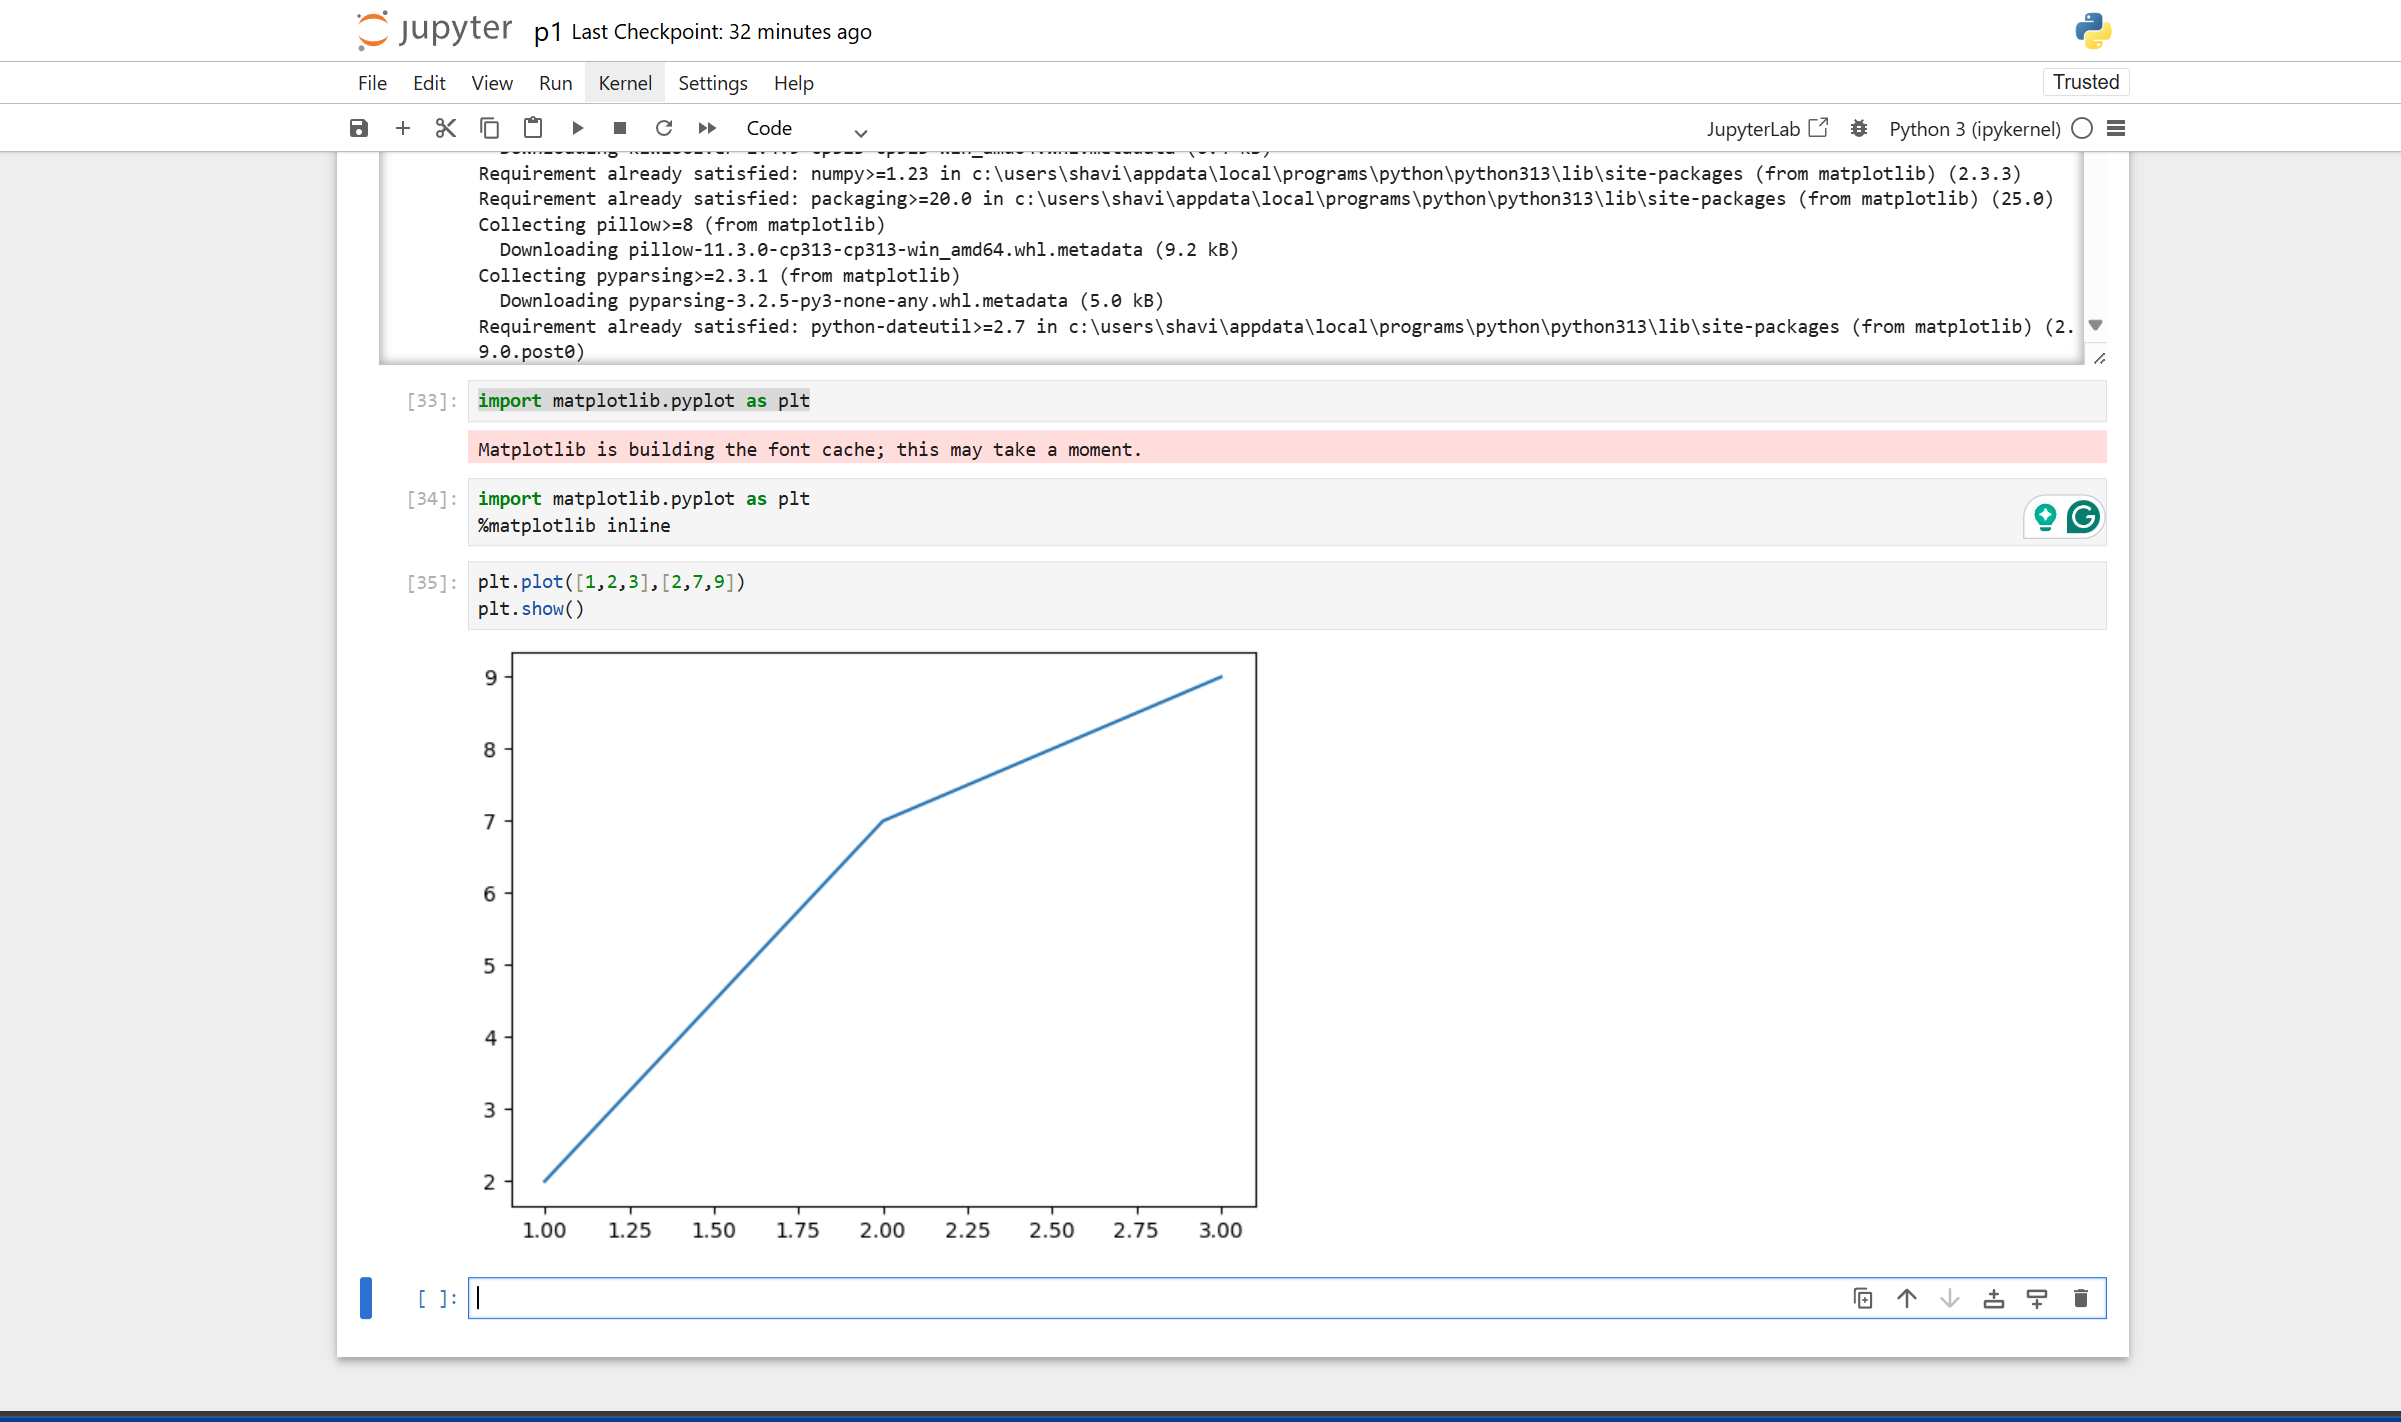 jupyter p1 Last Checkpoint: 32 minutes ago
File Edit View Run Kernel Settings Help Trusted
Code JupyterLab Python 3 (ipykernel)
Requirement already satisfied: numpy>=1.23 in c:\users\shavi\appdata\local\programs\python\python313\lib\site-packages (from matplotlib) (2.3.3)
Requirement already satisfied: packaging>=20.0 in c:\users\shavi\appdata\local\programs\python\python313\lib\site-packages (from matplotlib) (25.0)
Collecting pillow>=8 (from matplotlib)
  Downloading pillow-11.3.0-cp313-cp313-win_amd64.whl.metadata (9.2 kB)
Collecting pyparsing>=2.3.1 (from matplotlib)
  Downloading pyparsing-3.2.5-py3-none-any.whl.metadata (5.0 kB)
Requirement already satisfied: python-dateutil>=2.7 in c:\users\shavi\appdata\local\programs\python\python313\lib\site-packages (from matplotlib) (2.
9.0.post0)
[33]: import matplotlib.pyplot as plt
Matplotlib is building the font cache; this may take a moment.
[34]: import matplotlib.pyplot as plt
%matplotlib inline
[35]: plt.plot([1,2,3],[2,7,9])
plt.show()
9
8
7
6
5
4
3
2
1.00 1.25 1.50 1.75 2.00 2.25 2.50 2.75 3.00
[ ]: